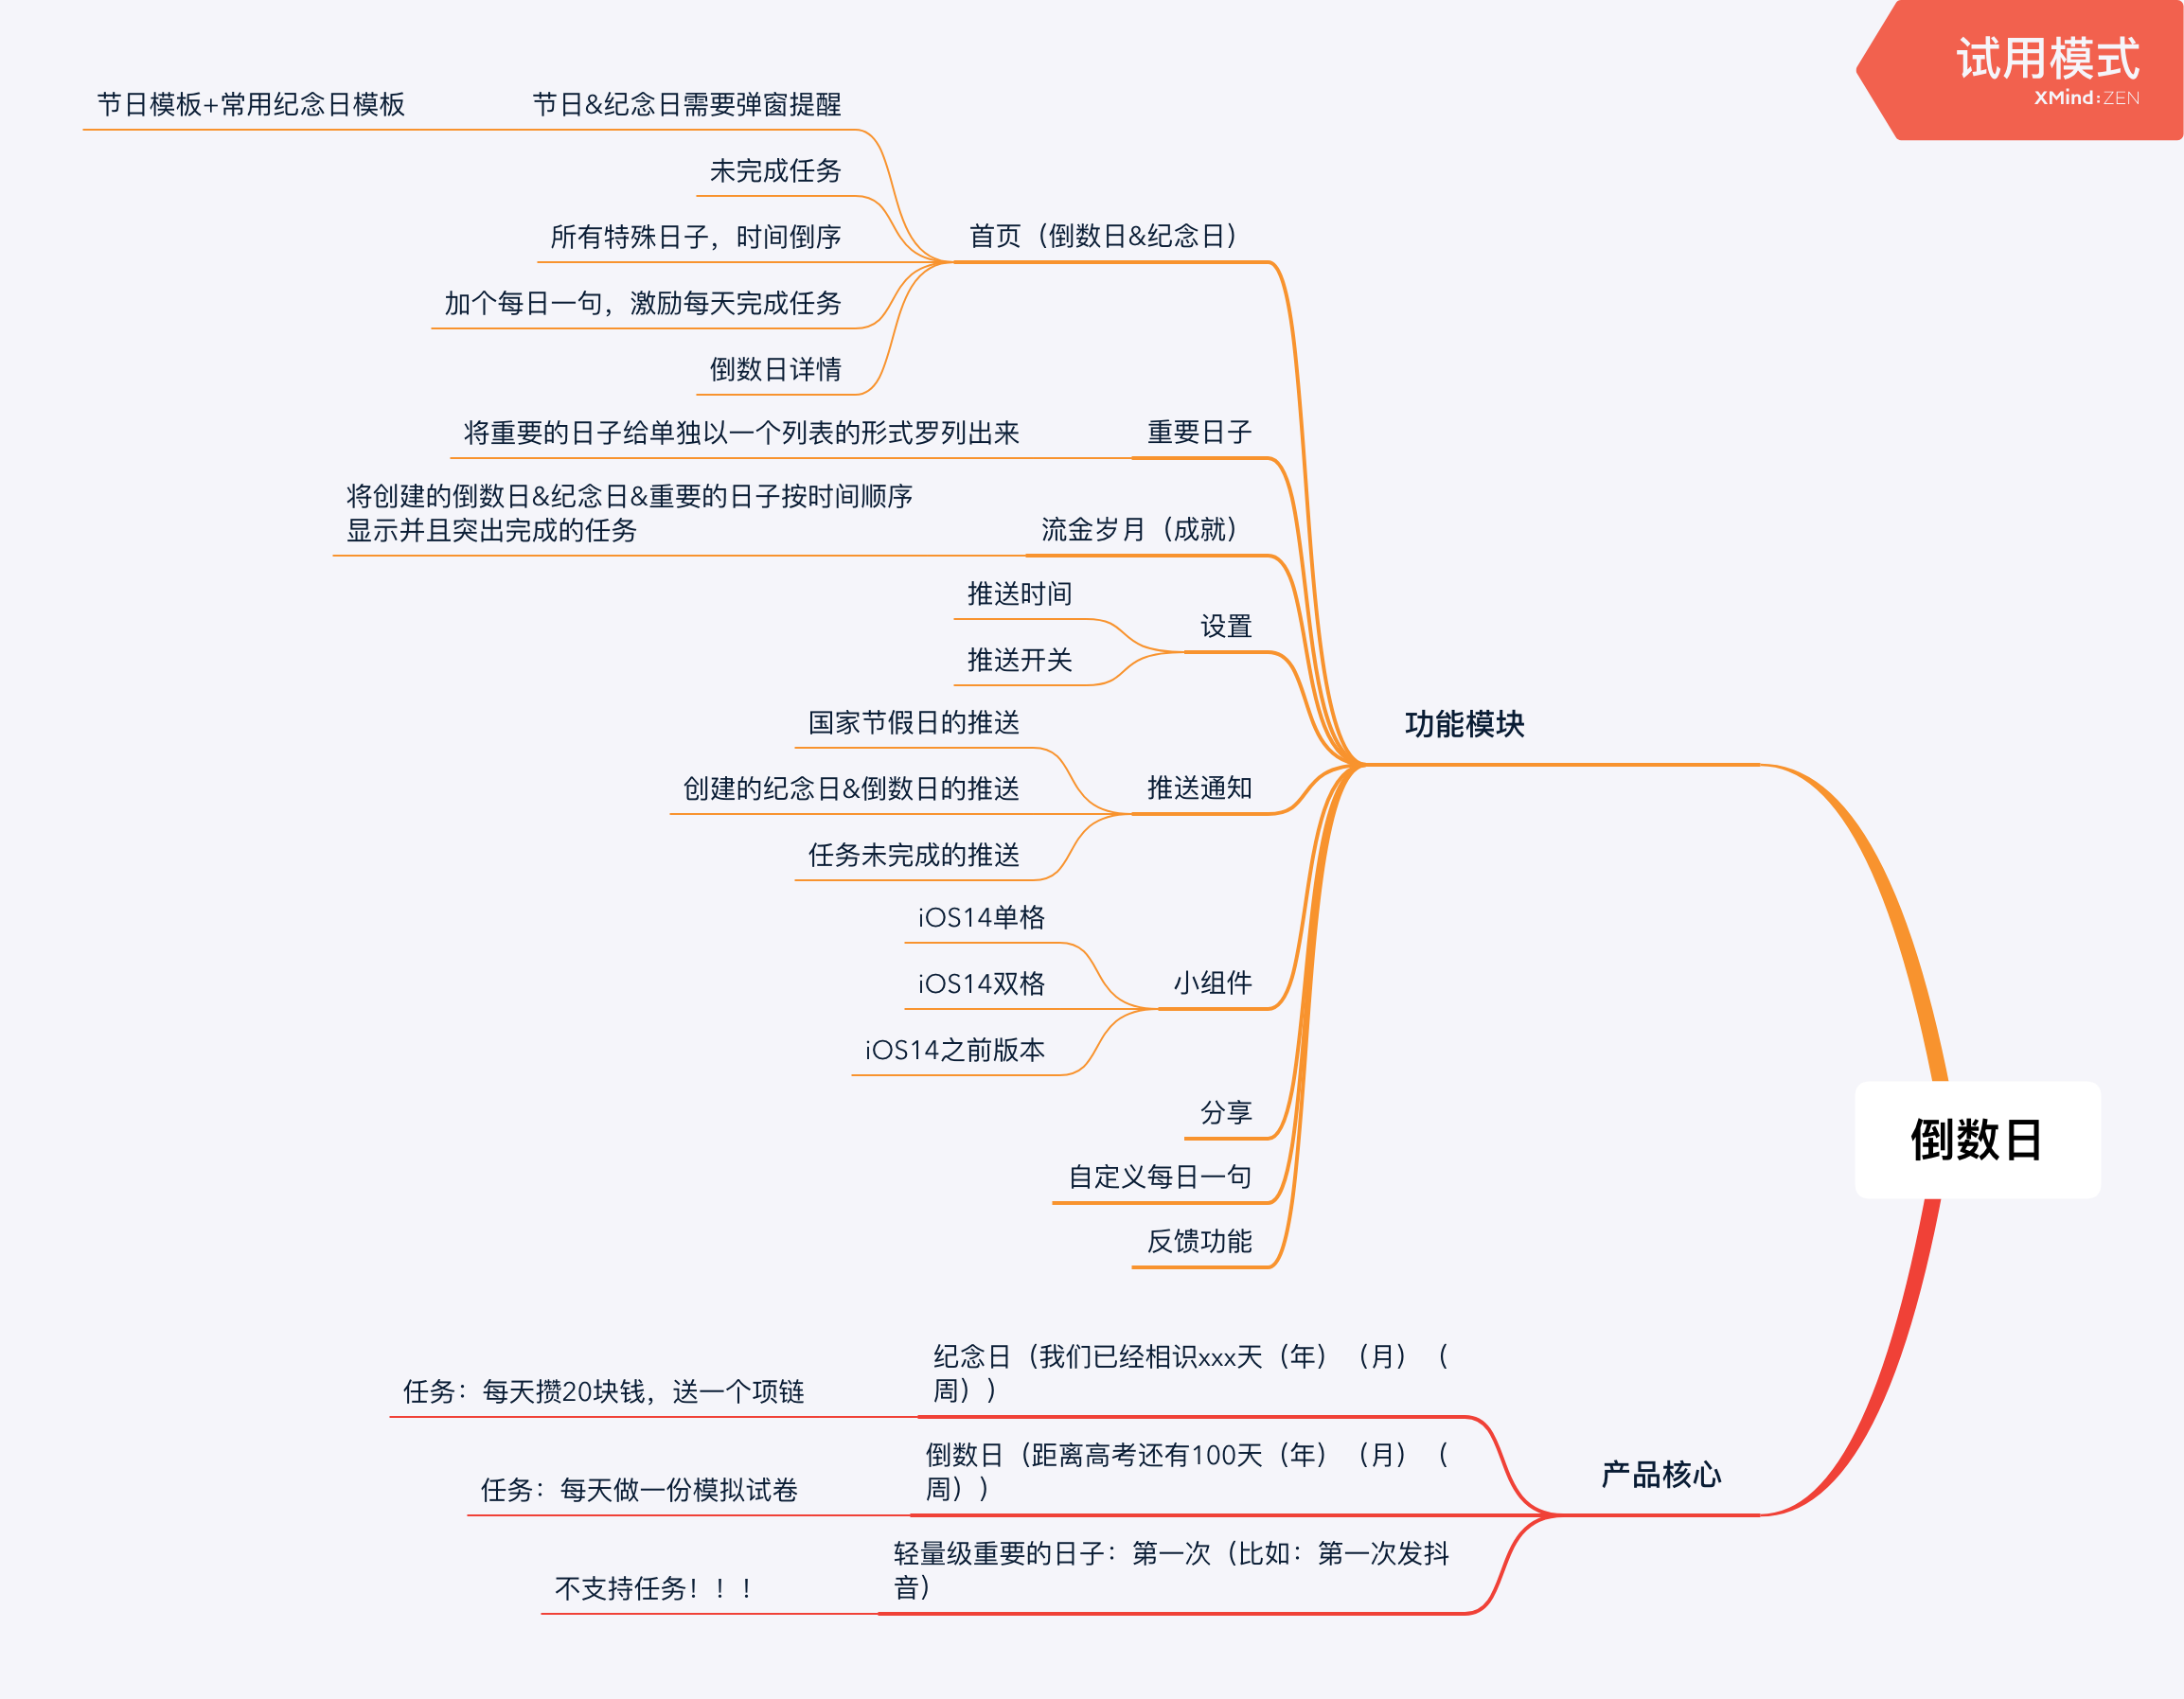 试用模式
XMind:ZEN
节日模板+常用纪念日模板
节日&纪念日需要弹窗提醒
未完成任务
所有特殊日子，时间倒序
首页（倒数日&纪念日）
加个每日一句，激励每天完成任务
倒数日详情
将重要的日子给单独以一个列表的形式罗列出来
重要日子
将创建的倒数日&纪念日&重要的日子按时间顺序
显示并且突出完成的任务
流金岁月（成就）
推送时间
设置
推送开关
功能模块
国家节假日的推送
创建的纪念日&倒数日的推送
推送通知
任务未完成的推送
iOS14单格
iOS14双格
小组件
iOS14之前版本
分享
倒数日
自定义每日一句
反馈功能
纪念日（我们已经相识xxx天（年）（月）（
周））
任务：每天攒20块钱，送一个项链
倒数日（距离高考还有100天（年）（月）（
周））
任务：每天做一份模拟试卷
产品核心
轻量级重要的日子：第一次（比如：第一次发抖
音）
不支持任务！！！